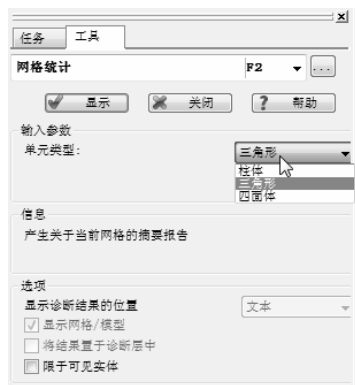 任务 工具
网格统计 F2 ...
显示 关闭 ? 帮助
输入参数
单元类型: 三角形
柱体
三角形
四面体
信息
产生关于当前网格的摘要报告
选项
显示诊断结果的位置 文本
显示网格/模型
将结果置于诊断层中
限于可见实体